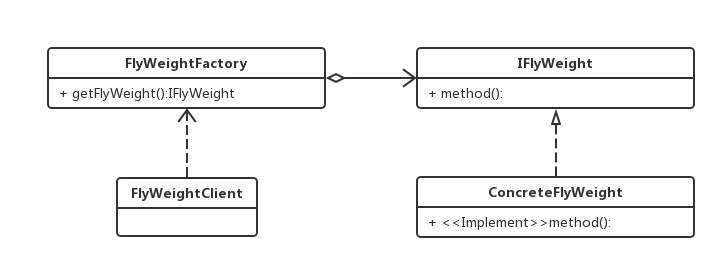 FlyWeightFactory
+ getFlyWeight():IFlyWeight
IFlyWeight
+ method():
FlyWeightClient
ConcreteFlyWeight
+ <<Implement>>method():